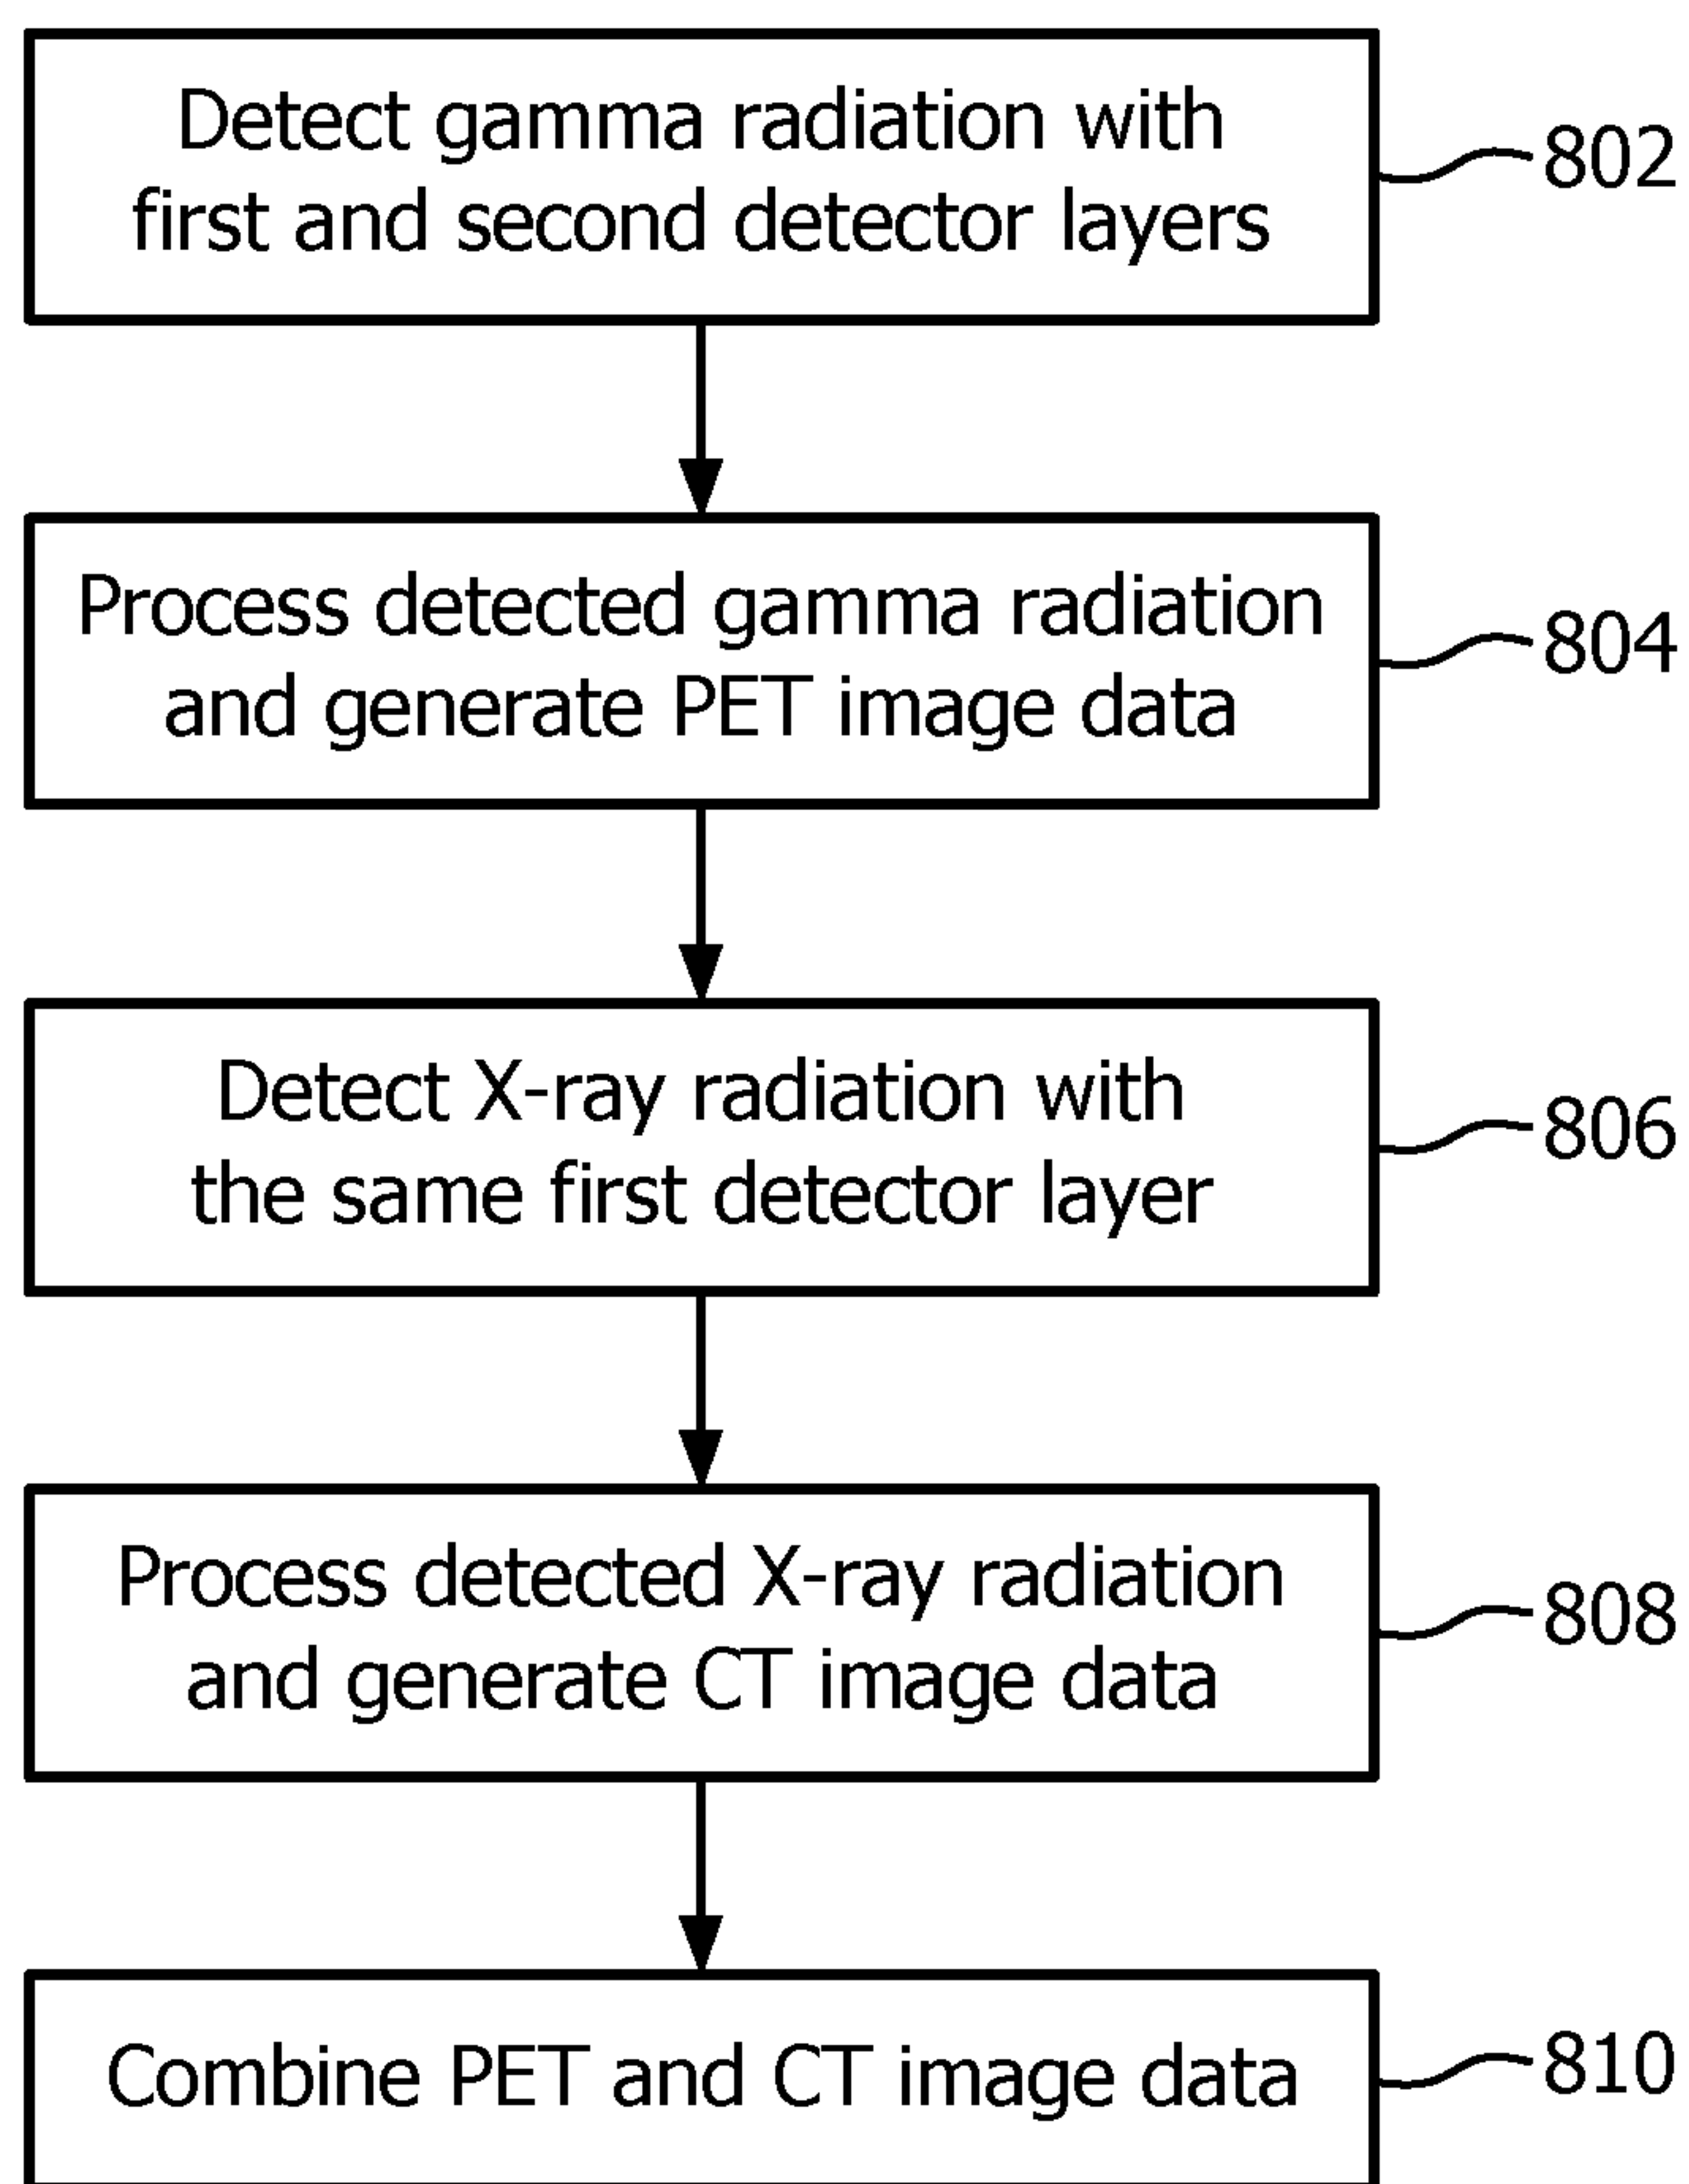 Detect gamma radiation with
first and second detector layers
802
Process detected gamma radiation
and generate PET image data
804
Detect X-ray radiation with
the same first detector layer
806
Process detected X-ray radiation
and generate CT image data
808
Combine PET and CT image data
810